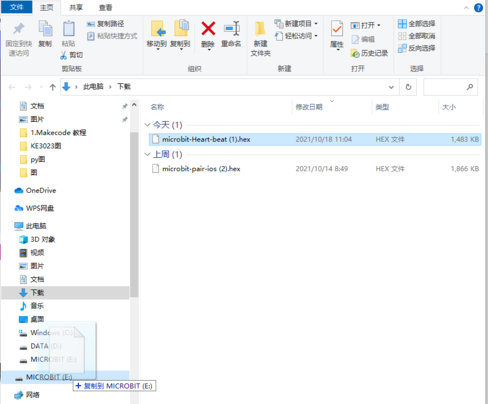 文件 主页 共享 查看
固定到快速访问
复制
粘贴
复制路径
粘贴快捷方式
剪切
移动到
复制到
删除
重命名
新建文件夹
新建项目
轻松访问
属性
打开
编辑
历史记录
全部选择
全部取消
反向选择
剪贴板 组织 新建 打开 选择
此电脑 › 下载
名称 修改日期 类型 大小
文档
图片
1.Makecode 教程
KE3023图
py图
图
OneDrive
WPS网盘
此电脑
3D 对象
视频
图片
文档
下载
音乐
桌面
Windows (C:)
DATA (D:)
MICROBIT (E:)
MICROBIT (E:)
网络
今天 (1)
microbit-Heart-beat (1).hex 2021/10/18 11:04 HEX 文件 1,483 KB
上周 (1)
microbit-pair-ios (2).hex 2021/10/14 8:49 HEX 文件 1,866 KB
+ 复制到 MICROBIT (E:)